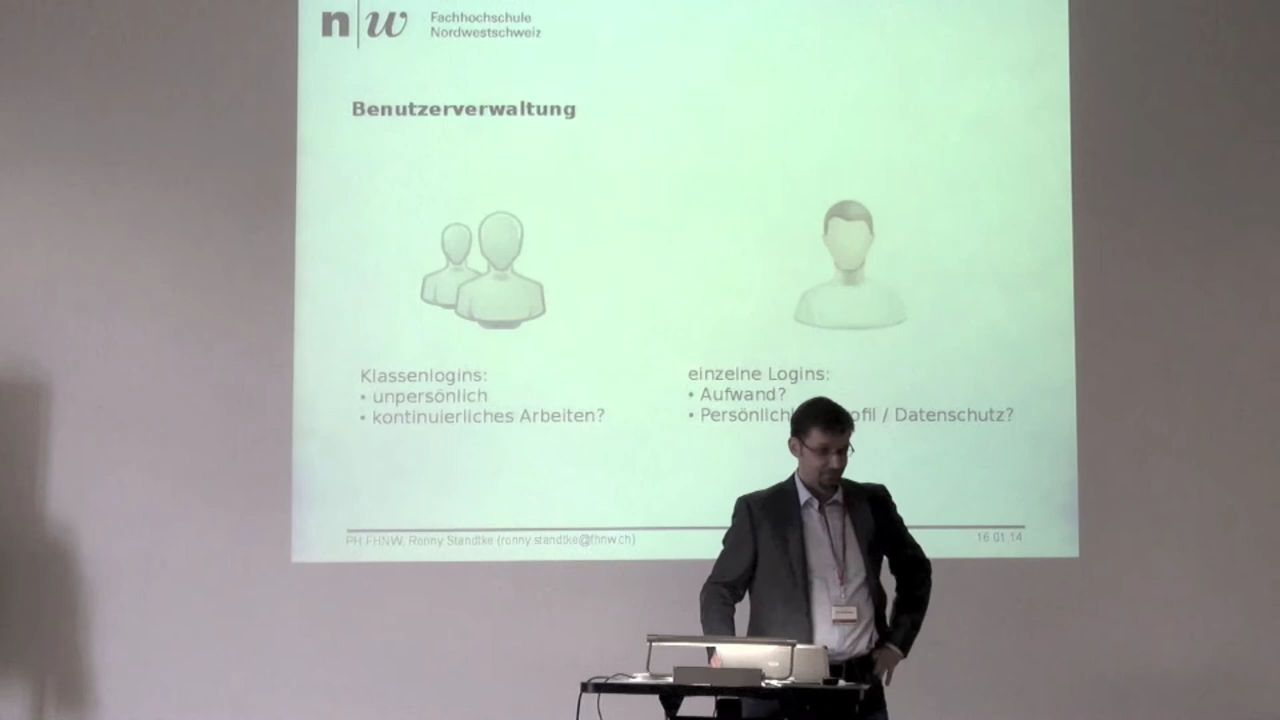 n w Fachhochschule
Nordwestschweiz
Benutzerverwaltung
Klassenlogins:
• unpersönlich
• kontinuierliches Arbeiten?
einzelne Logins:
• Aufwand?
• / Datenschutz?
PH FHNW, Ronny Standtke (ronny.standtke@fhnw.ch)
16.01.14